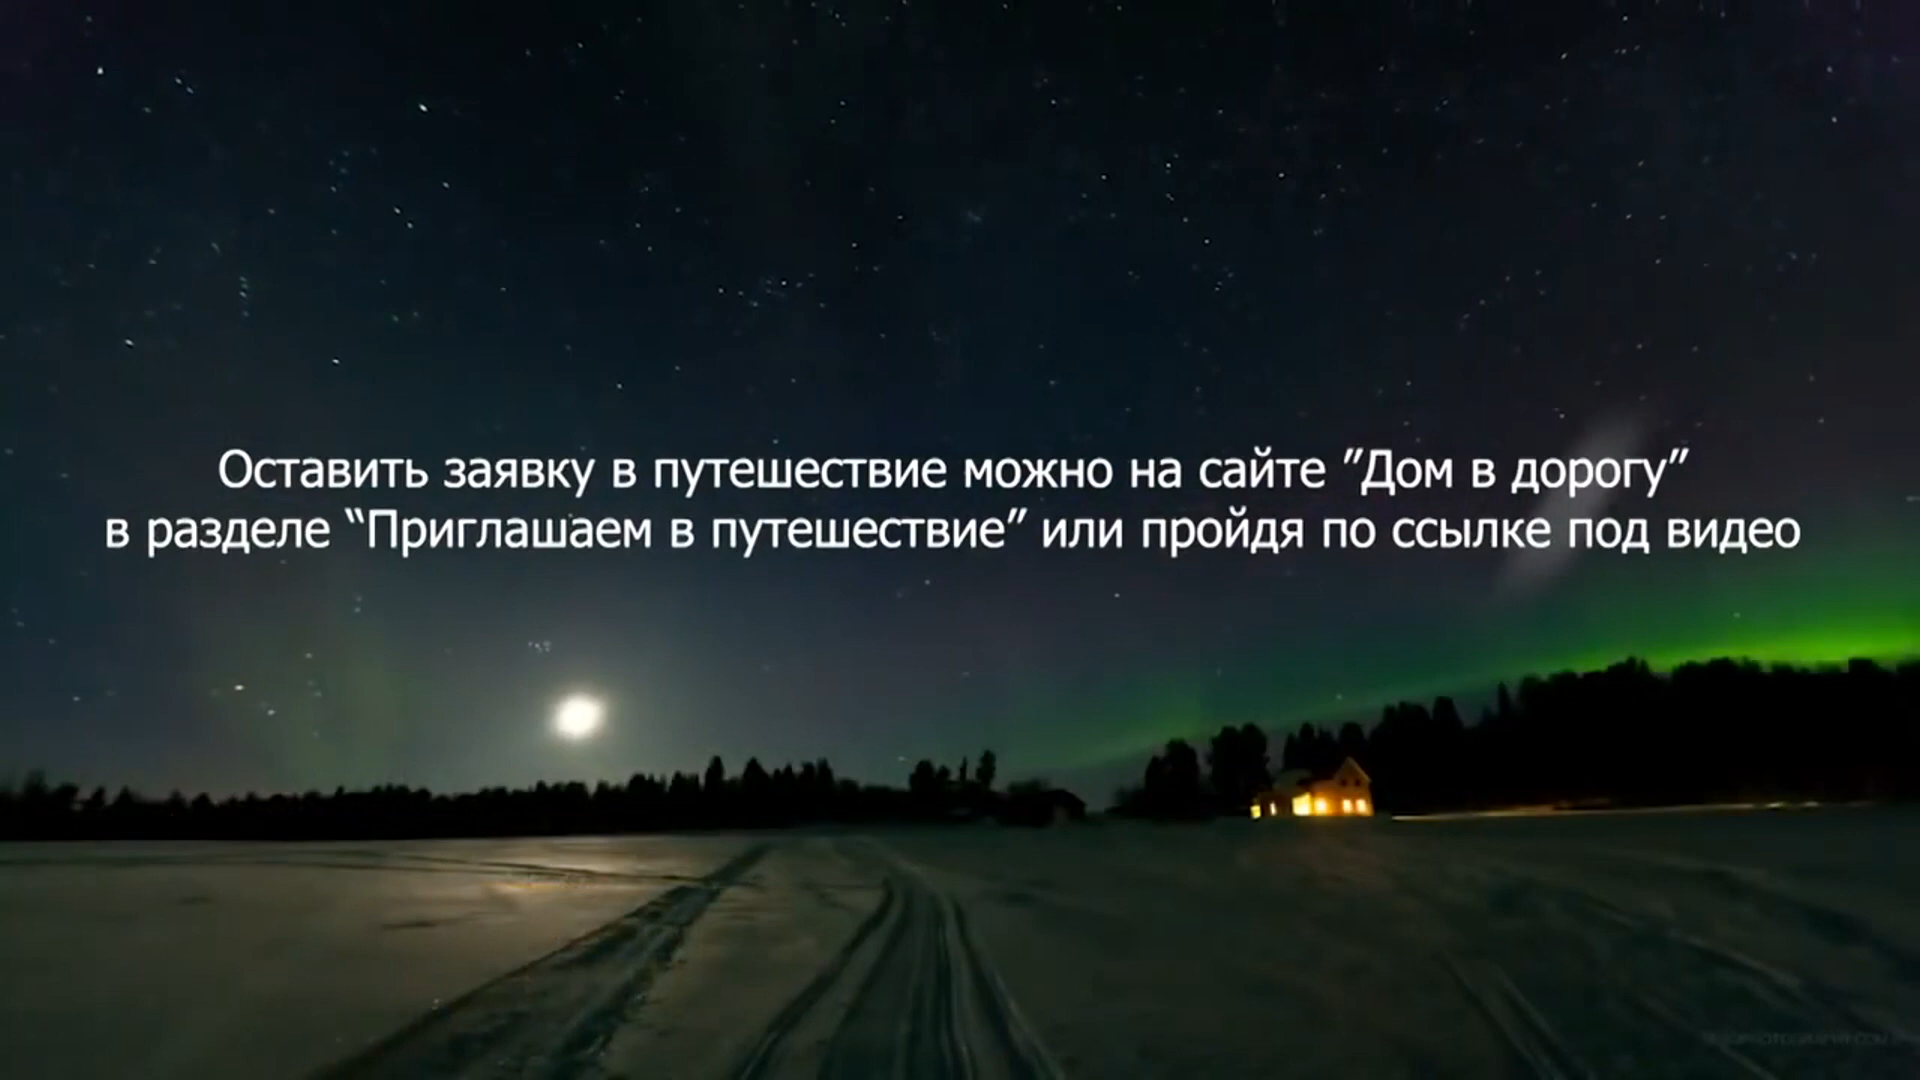 Оставить заявку в путешествие можно на сайте ”Дом в дорогу”
в разделе “Приглашаем в путешествие” или пройдя по ссылке под видео